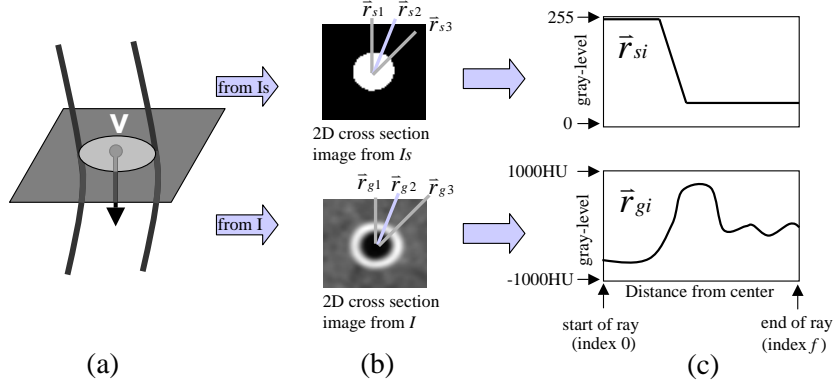 V
from Is
from I
(a)
r⃗s1
r⃗s2
r⃗s3
2D cross section
image from Is
r⃗g1
r⃗g2
r⃗g3
2D cross section
image from I
(b)
255
gray-level
0
r⃗si
1000HU
gray-level
-1000HU
r⃗gi
Distance from center
start of ray
(index 0)
end of ray
(index f)
(c)